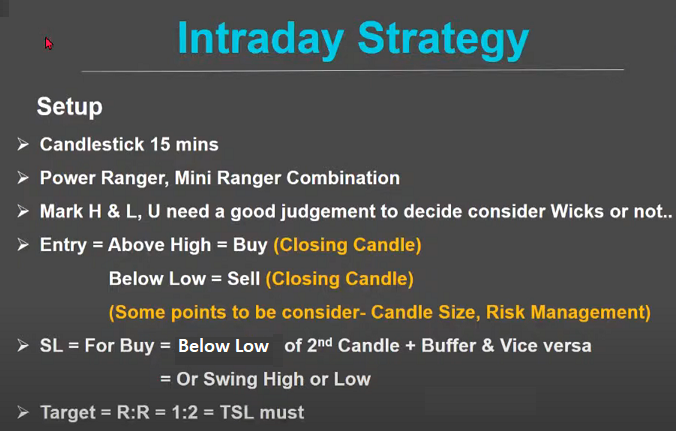 Intraday Strategy
Setup
➢ Candlestick 15 mins
➢ Power Ranger, Mini Ranger Combination
➢ Mark H & L, U need a good judgement to decide consider Wicks or not..
➢ Entry = Above High = Buy (Closing Candle)
Below Low = Sell (Closing Candle)
(Some points to be consider- Candle Size, Risk Management)
➢ SL = For Buy = Below Low of 2nd Candle + Buffer & Vice versa
= Or Swing High or Low
➢ Target = R:R = 1:2 = TSL must